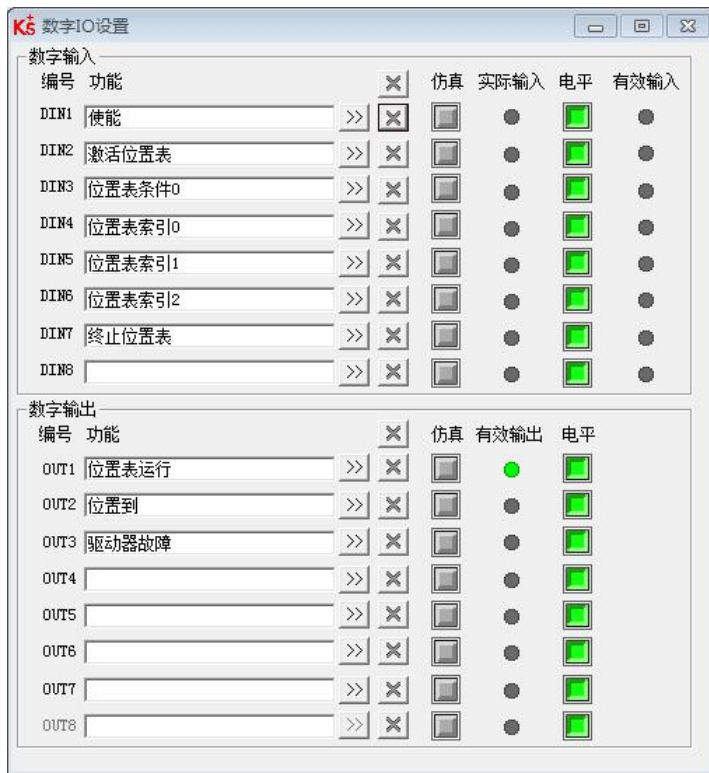 Ks+ 数字IO设置
数字输入
编号 功能 仿真 实际输入 电平 有效输入
DIN1 使能 >>
DIN2 激活位置表 >>
DIN3 位置表条件0 >>
DIN4 位置表索引0 >>
DIN5 位置表索引1 >>
DIN6 位置表索引2 >>
DIN7 终止位置表 >>
DIN8 >>
数字输出
编号 功能 仿真 有效输出 电平
OUT1 位置表运行 >>
OUT2 位置到 >>
OUT3 驱动器故障 >>
OUT4 >>
OUT5 >>
OUT6 >>
OUT7 >>
OUT8 >>